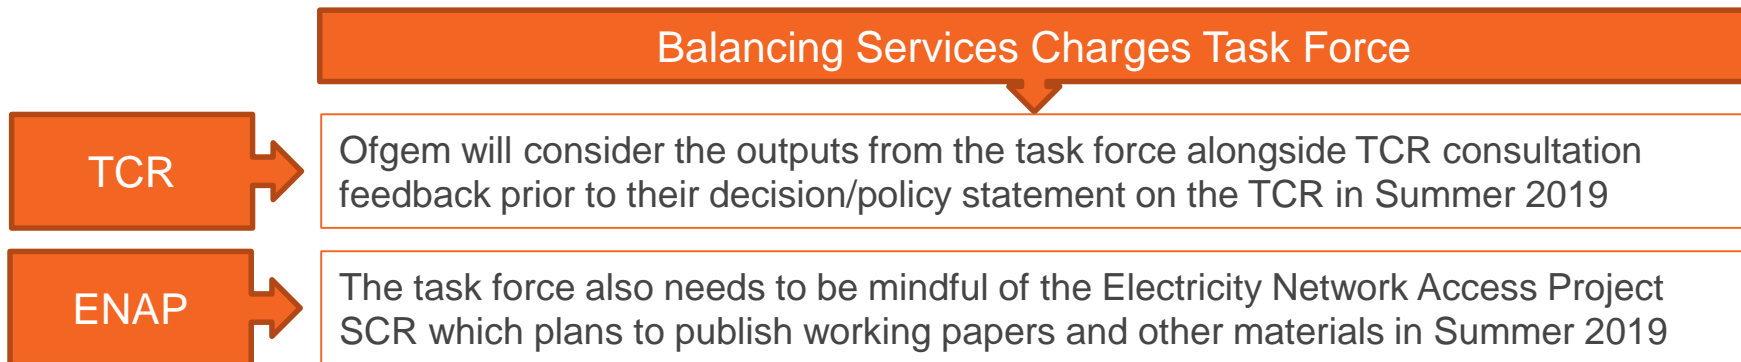 Balancing Services Charges Task Force
TCR
Ofgem will consider the outputs from the task force alongside TCR consultation
feedback prior to their decision/policy statement on the TCR in Summer 2019
ENAP
The task force also needs to be mindful of the Electricity Network Access Project
SCR which plans to publish working papers and other materials in Summer 2019